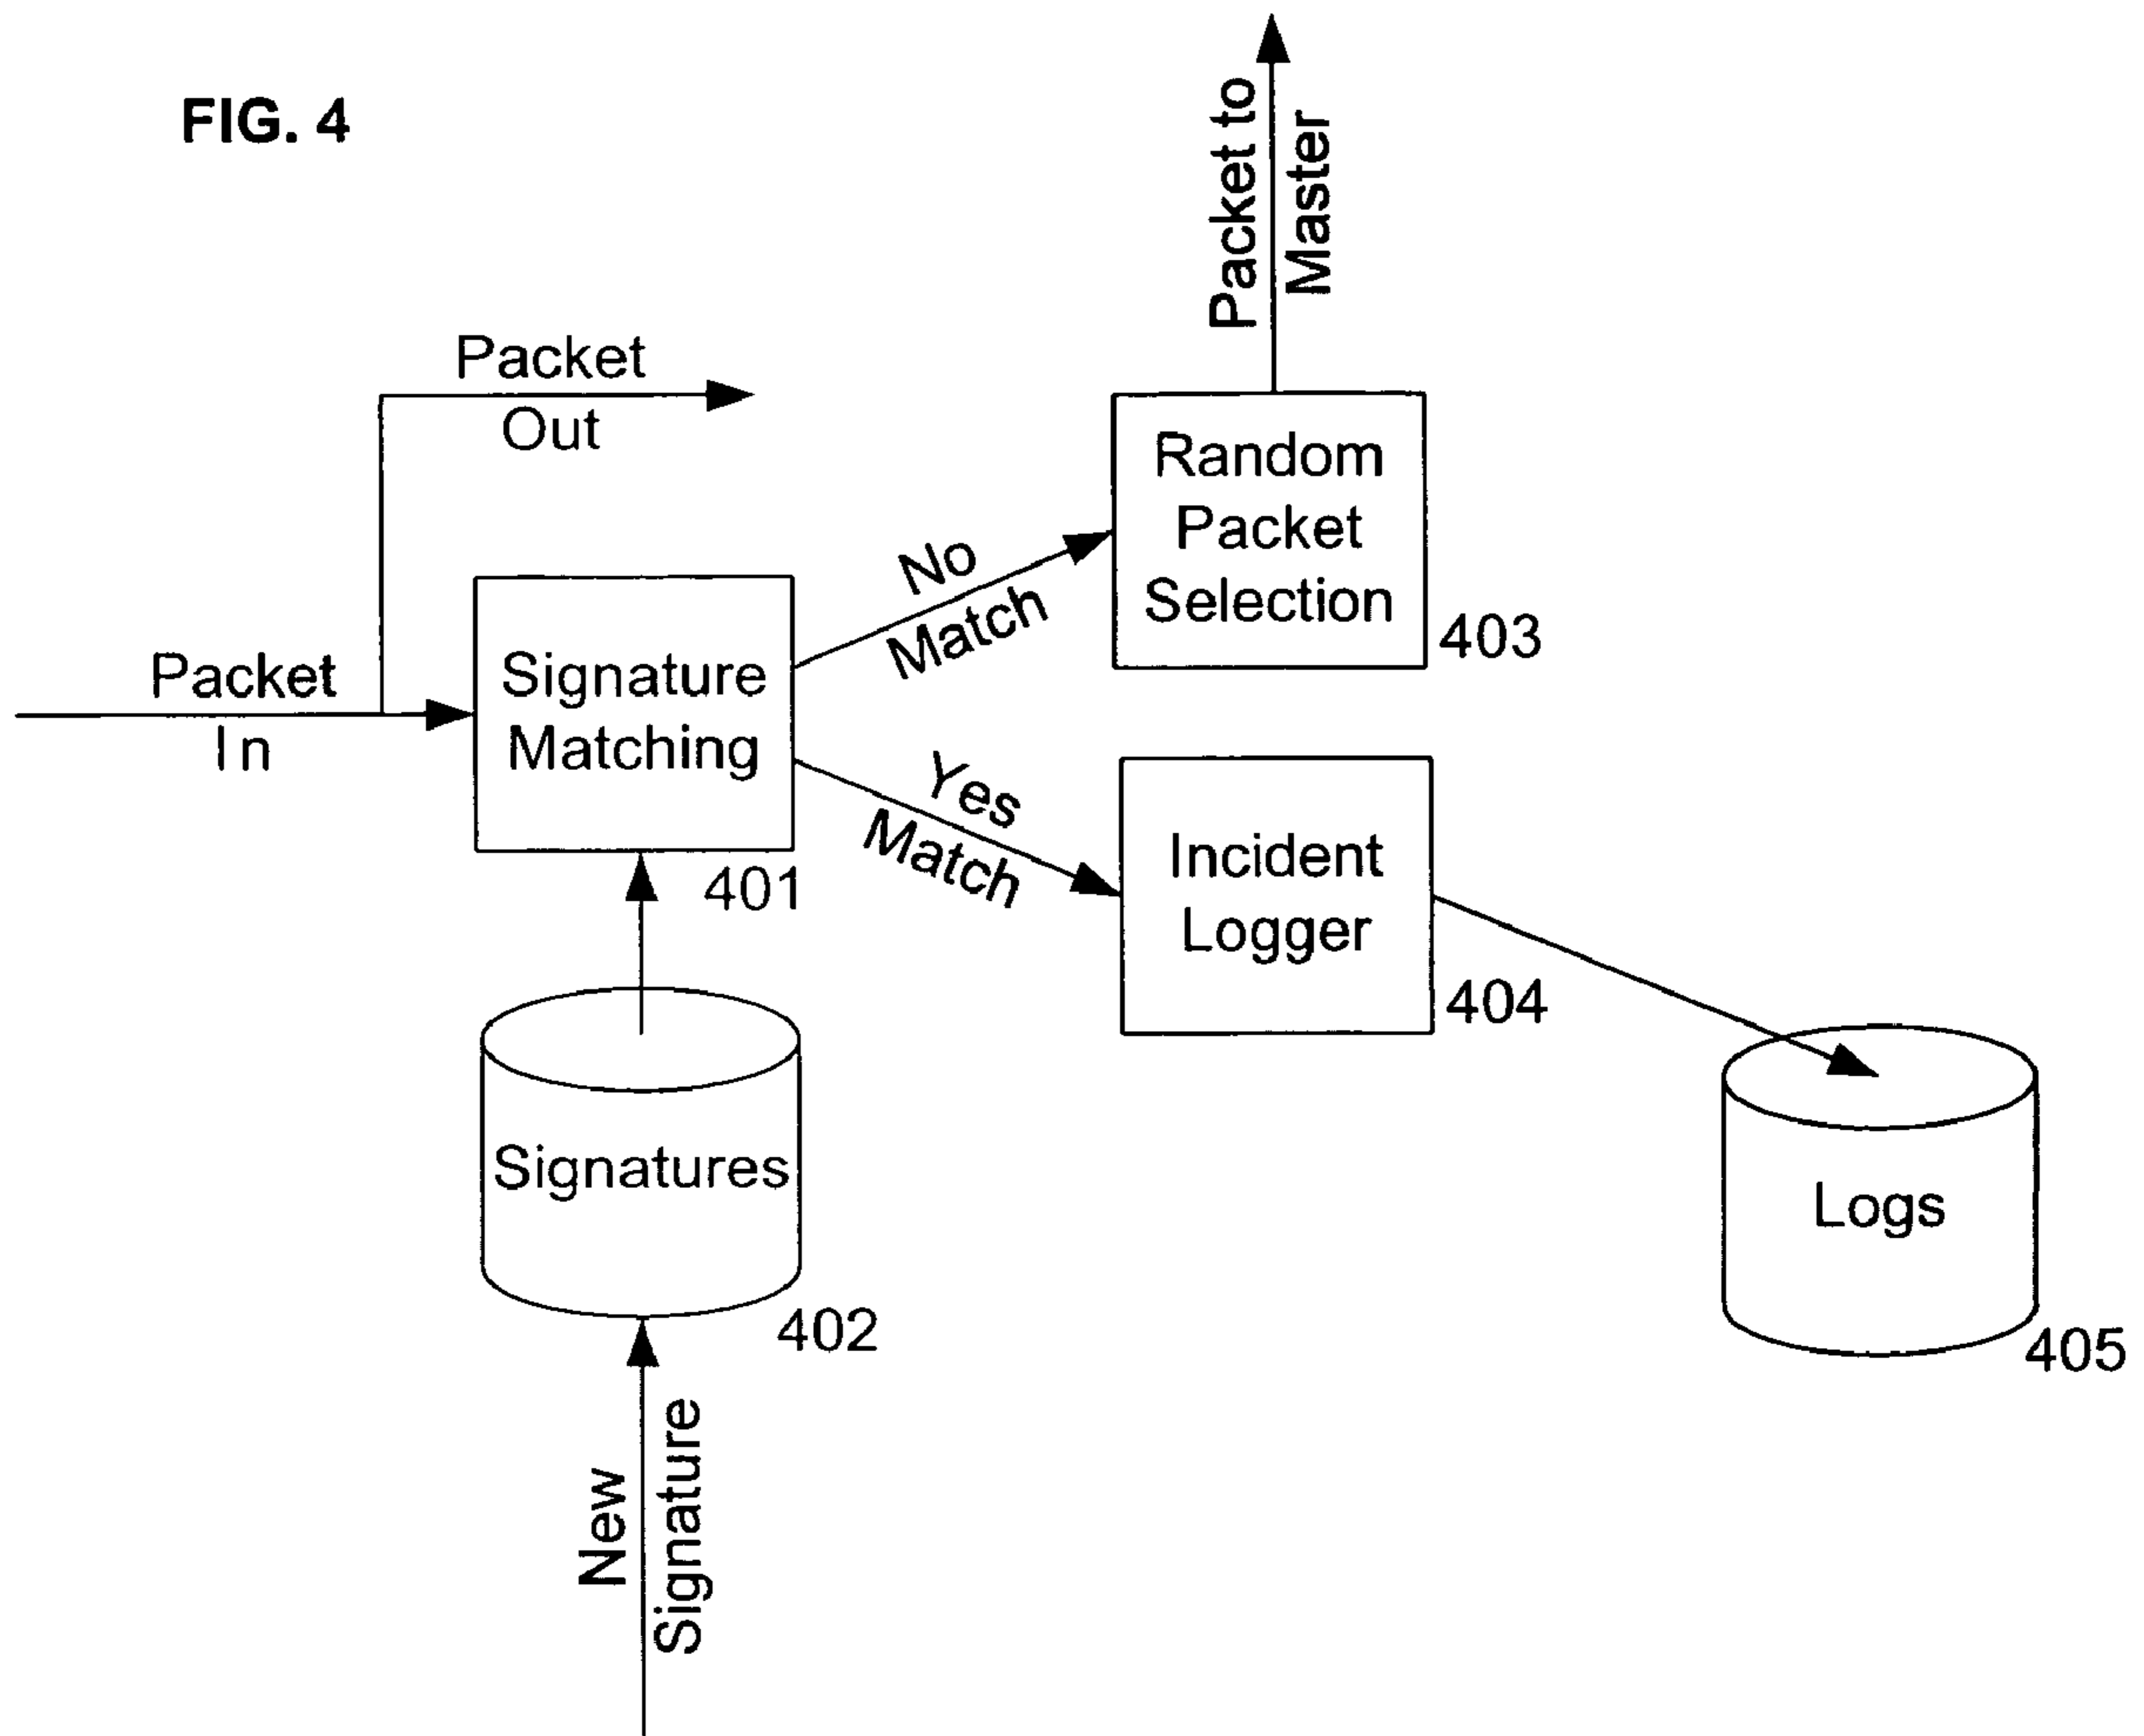 FIG. 4
Packet to
Master
Packet
Out
Random
Packet
Selection
403
No
Match
Packet
In
Signature
Matching
401
Yes
Match
Incident
Logger
404
Signatures
402
Logs
405
New
Signature